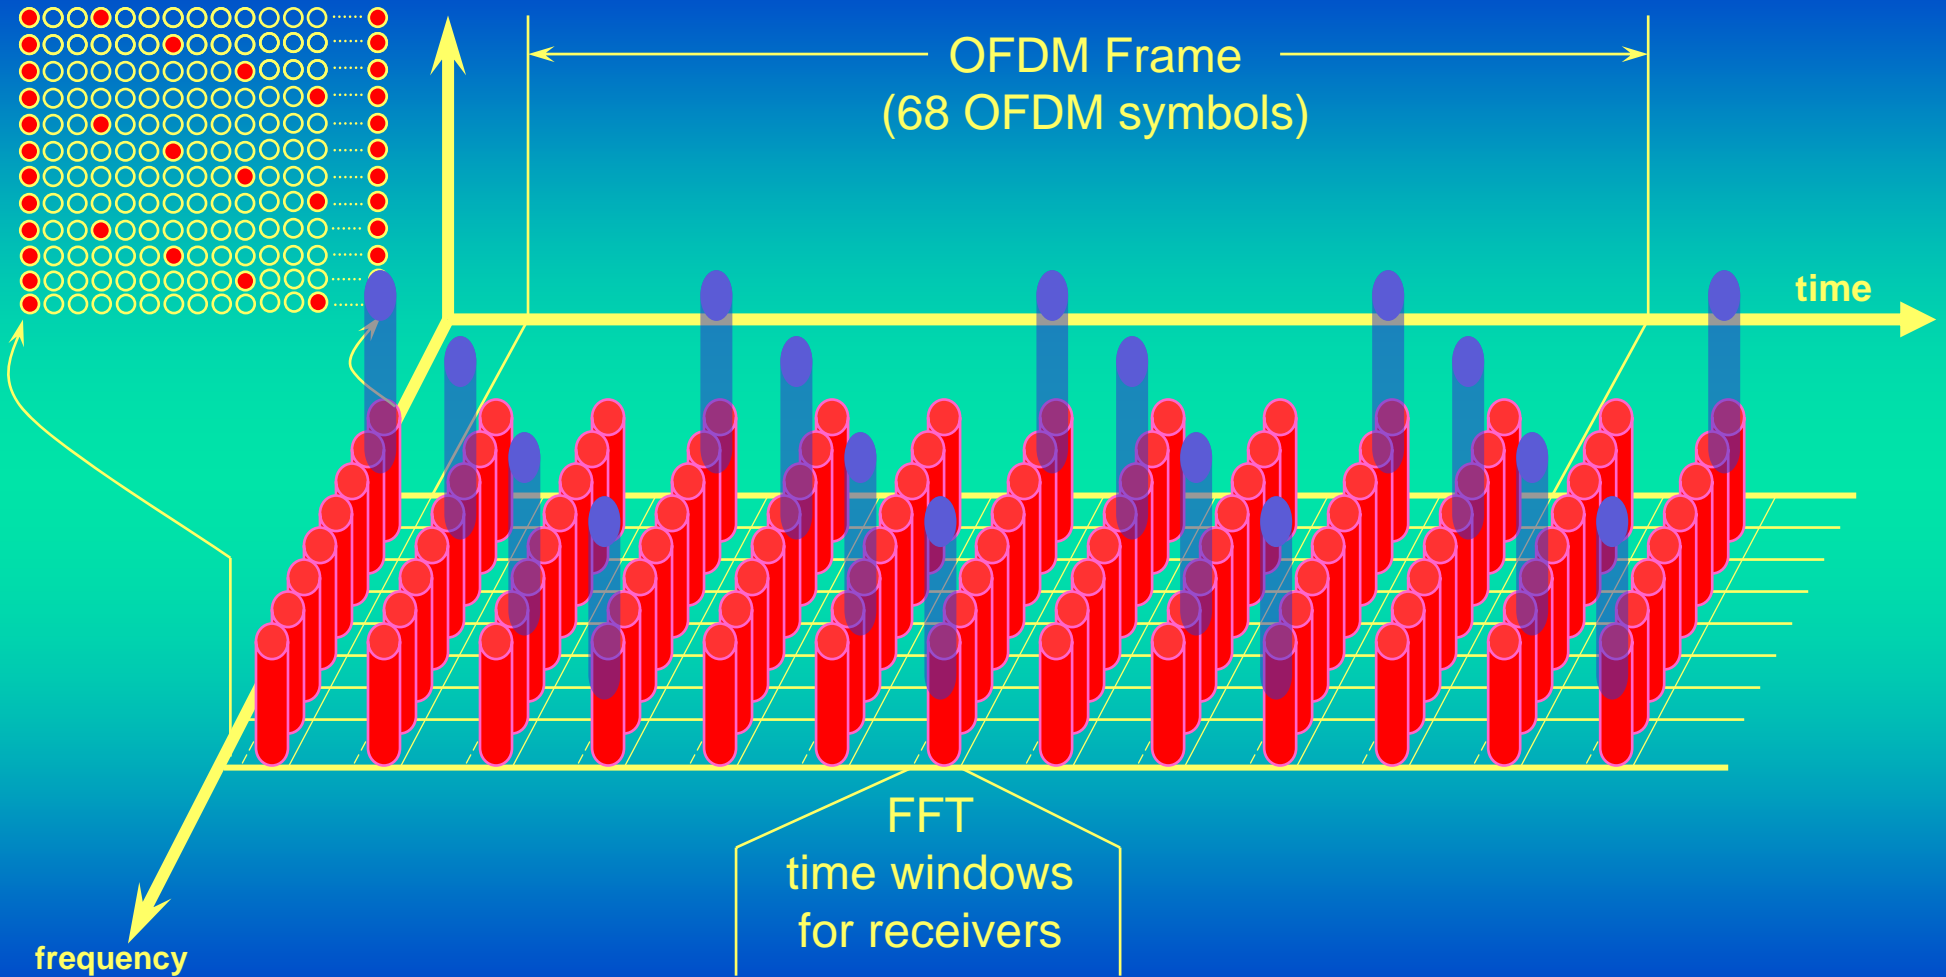 OFDM Frame
(68 OFDM symbols)
time
FFT
time windows
for receivers
frequency